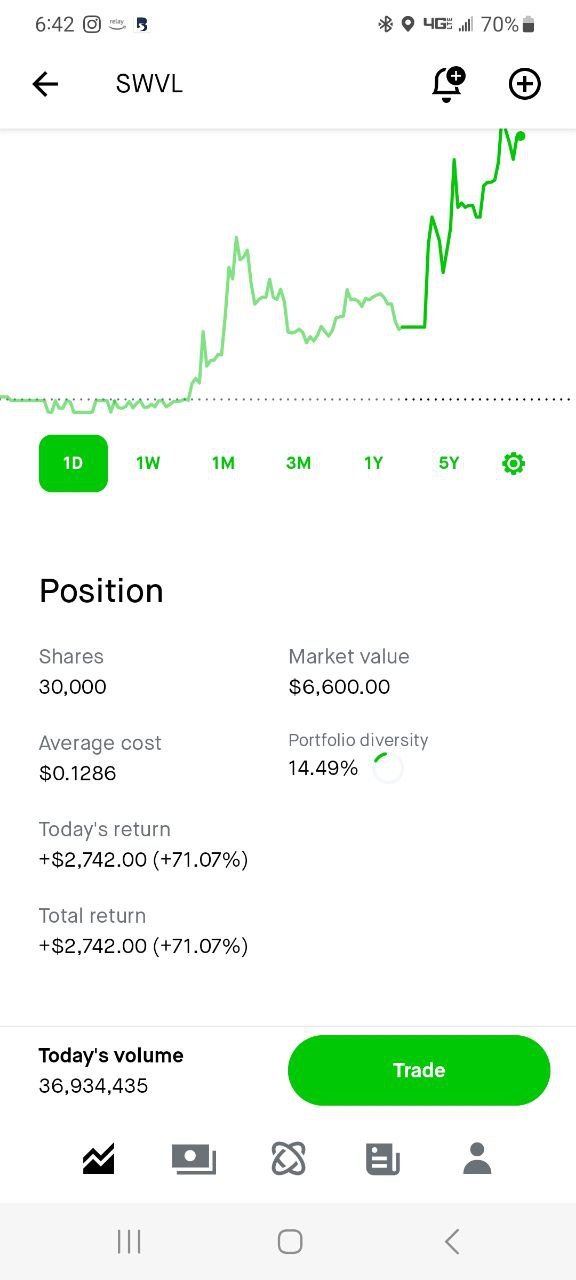 6:42 relay 4G LTE 70%
SWVL
1D 1W 1M 3M 1Y 5Y
Position
Shares Market value
30,000 $6,600.00
Average cost Portfolio diversity
$0.1286 14.49%
Today's return
+$2,742.00 (+71.07%)
Total return
+$2,742.00 (+71.07%)
Today's volume
36,934,435
Trade